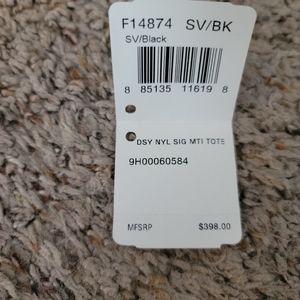 F14874 SV/BK
SV/Black
8 85135 11619 8
DSY NYL SIG MTI TOTE
9H00060584
MFSRP $398.00